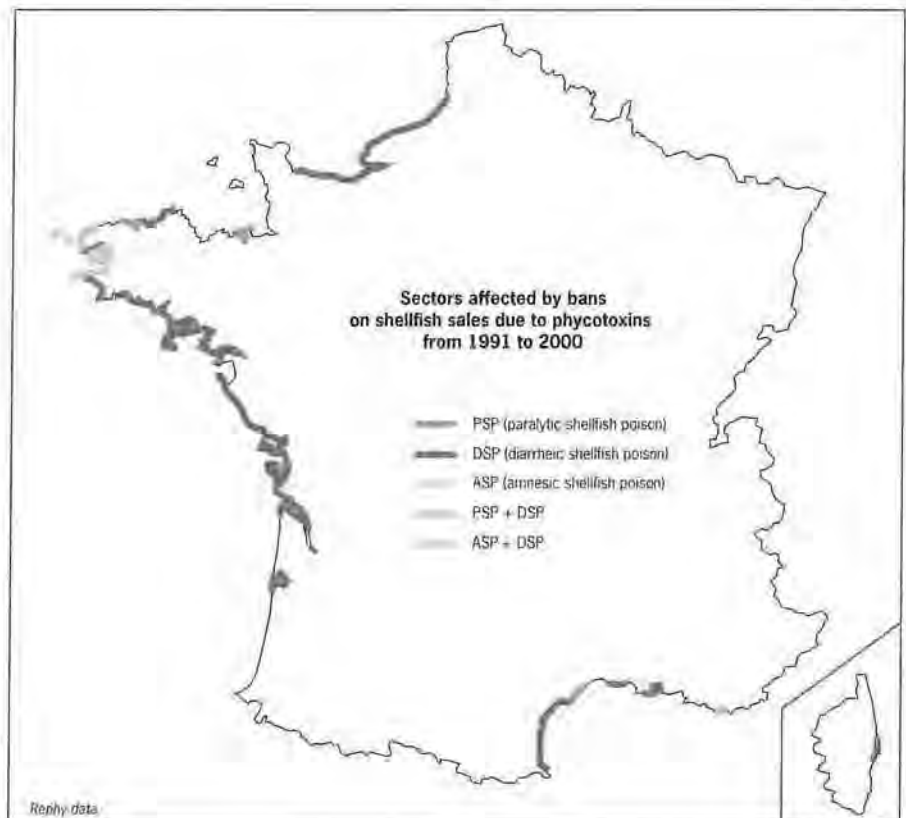 Sectors affected by bans
on shellfish sales due to phycotoxins
from 1991 to 2000
PSP (paralytic shellfish poison)
DSP (diarrheic shellfish poison)
ASP (amnesic shellfish poison)
PSP + DSP
ASP + DSP
Rephy data